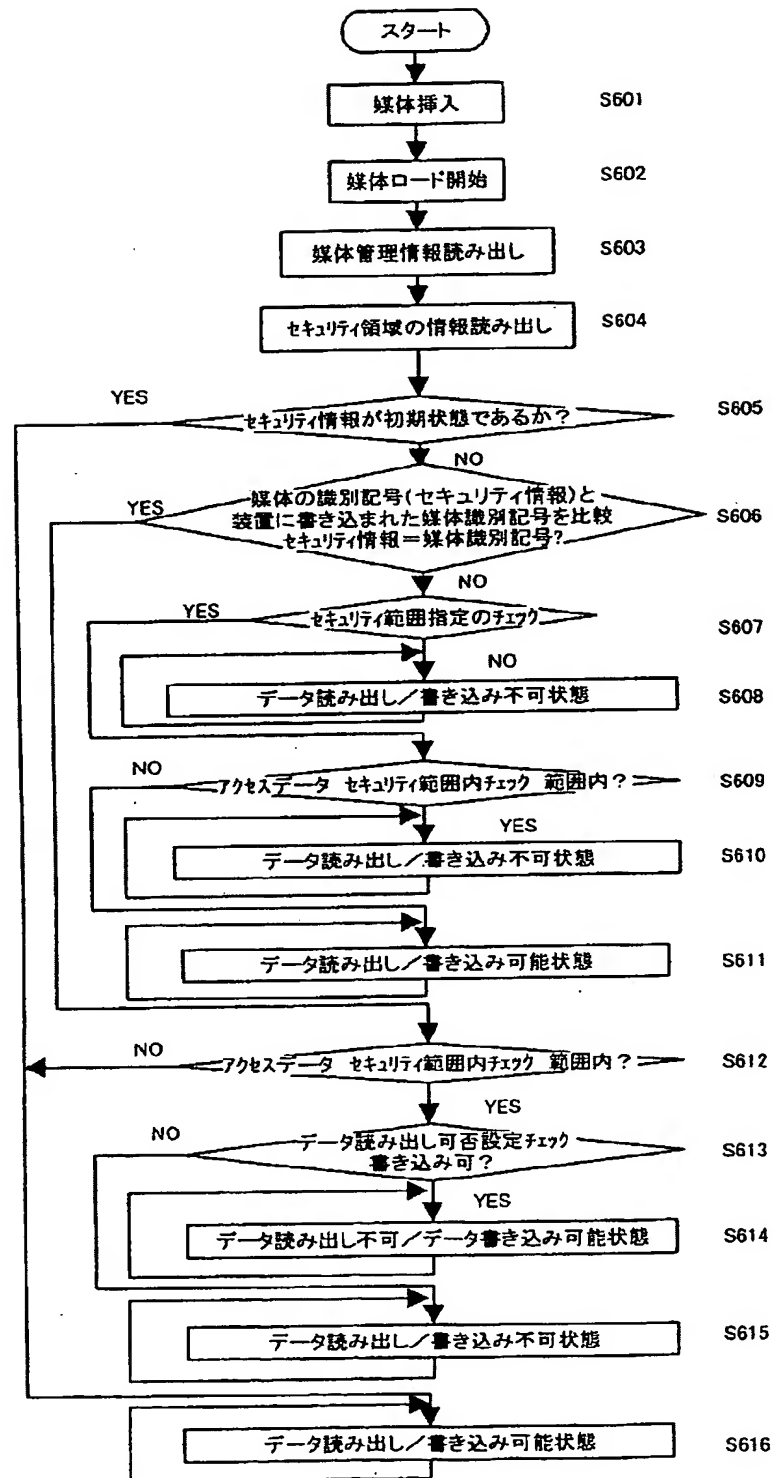 スタート
媒体挿入 S601
媒体ロード開始 S602
媒体管理情報読み出し S603
セキュリティ領域の情報読み出し S604
YES
セキュリティ情報が初期状態であるか? S605
NO
YES
媒体の識別記号(セキュリティ情報)と
装置に書き込まれた媒体識別記号を比較
セキュリティ情報=媒体識別記号?
S606
NO
YES
セキュリティ範囲指定のチェック S607
NO
データ読み出し/書き込み不可状態 S608
NO
アクセスデータ セキュリティ範囲内チェック 範囲内? S609
YES
データ読み出し/書き込み不可状態 S610
データ読み出し/書き込み可能状態 S611
NO
アクセスデータ セキュリティ範囲内チェック 範囲内? S612
YES
NO
データ読み出し可否設定チェック
書き込み可?
S613
YES
データ読み出し不可/データ書き込み可能状態 S614
データ読み出し/書き込み不可状態 S615
データ読み出し/書き込み可能状態 S616